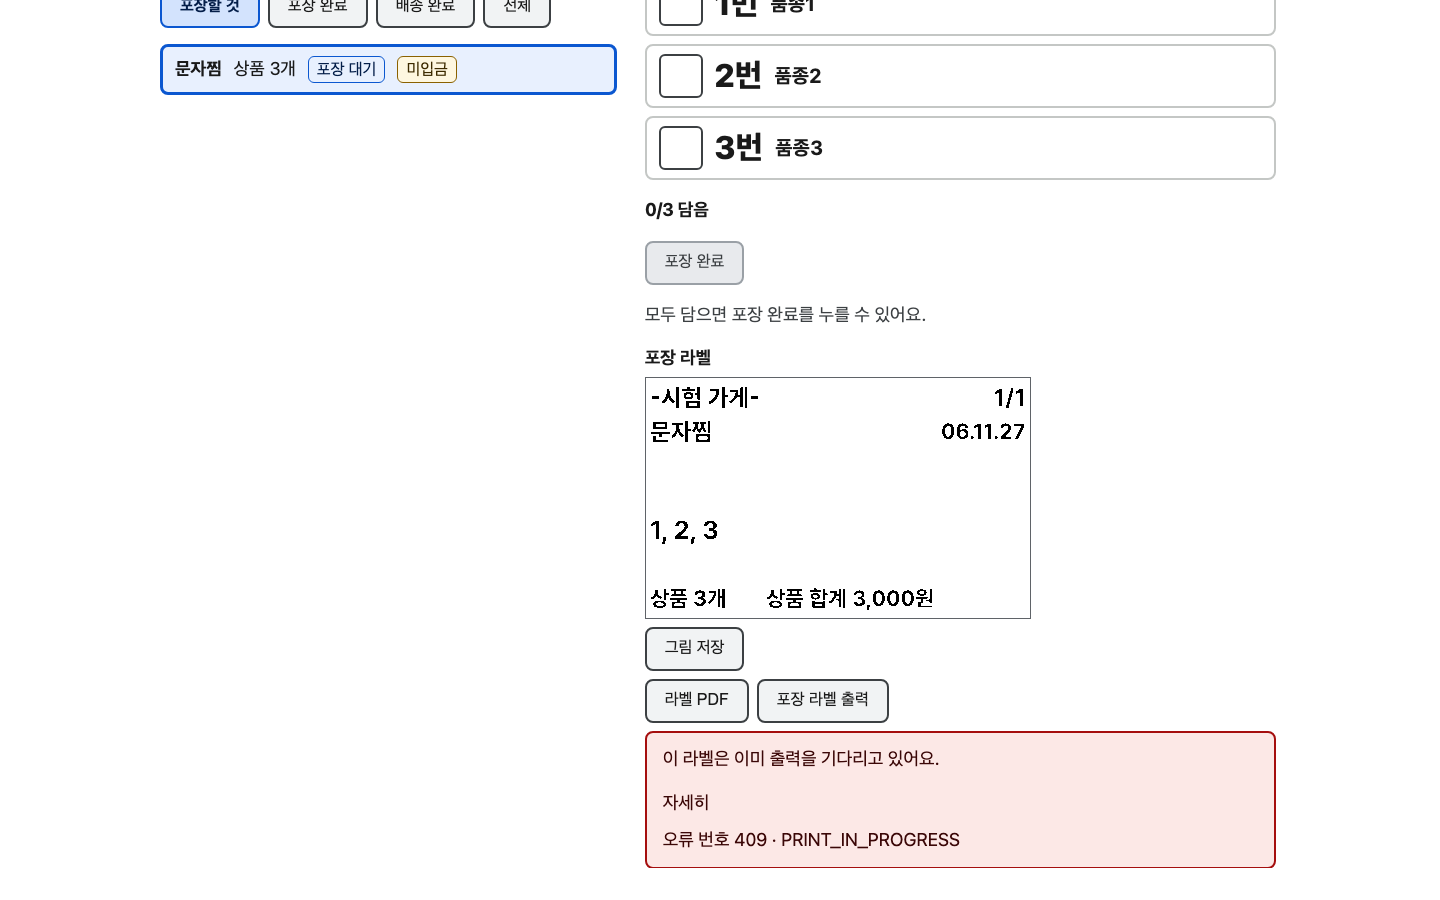 포장할 것 포장 완료 배송 완료 전체
문자찜 상품 3개 포장 대기 미입금
1번 품종1
2번 품종2
3번 품종3
0/3 담음
포장 완료
모두 담으면 포장 완료를 누를 수 있어요.
포장 라벨
-시험 가게- 1/1
문자찜 06.11.27
1, 2, 3
상품 3개 상품 합계 3,000원
그림 저장
라벨 PDF 포장 라벨 출력
이 라벨은 이미 출력을 기다리고 있어요.
자세히
오류 번호 409 · PRINT_IN_PROGRESS